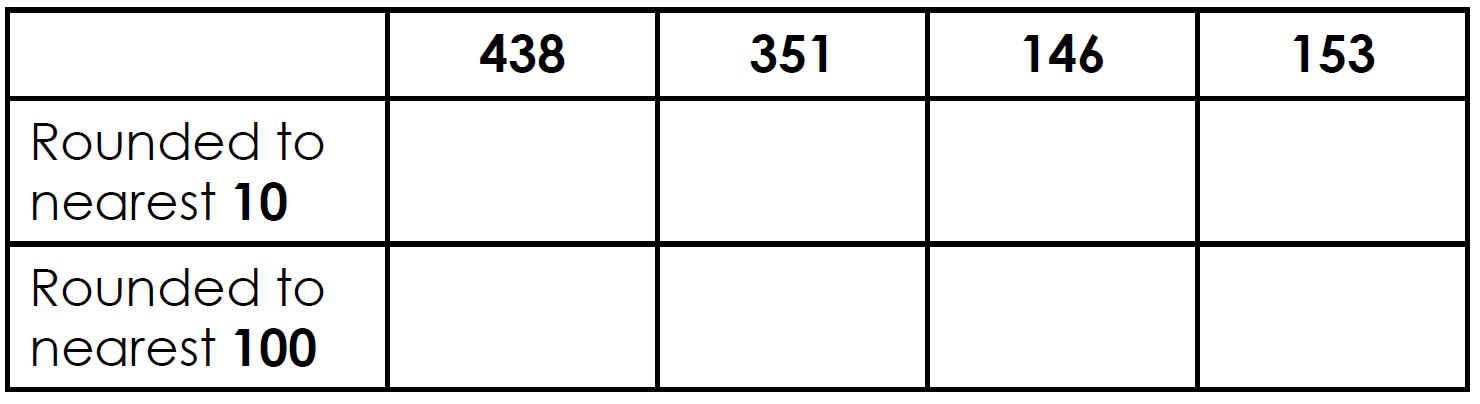 438 351 146 153
Rounded to
nearest 10
Rounded to
nearest 100